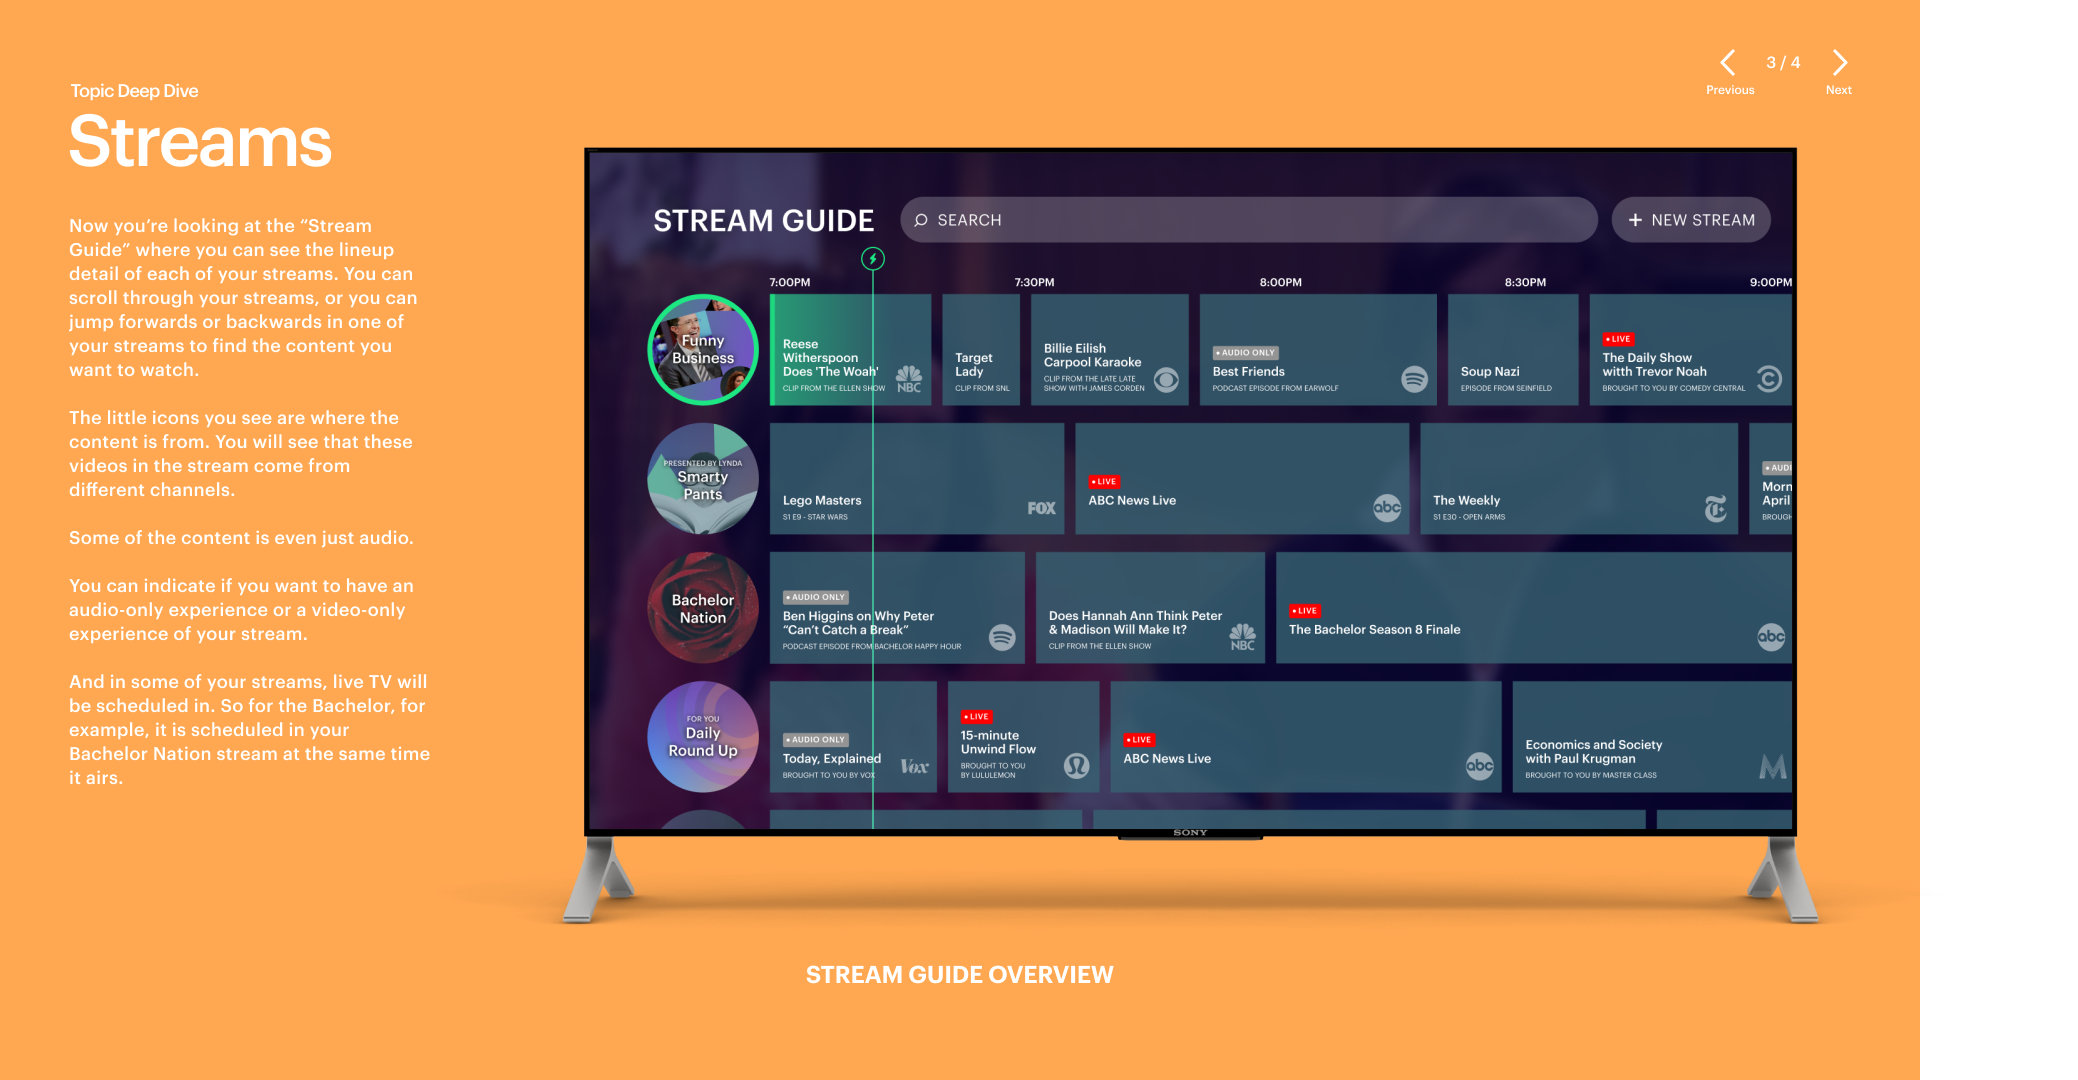 Topic Deep Dive
Streams
3 / 4
Previous
Next
Now you’re looking at the “Stream
Guide” where you can see the lineup
detail of each of your streams. You can
scroll through your streams, or you can
jump forwards or backwards in one of
your streams to find the content you
want to watch.
The little icons you see are where the
content is from. You will see that these
videos in the stream come from
different channels.
Some of the content is even just audio.
You can indicate if you want to have an
audio-only experience or a video-only
experience of your stream.
And in some of your streams, live TV will
be scheduled in. So for the Bachelor, for
example, it is scheduled in your
Bachelor Nation stream at the same time
it airs.
STREAM GUIDE
SEARCH
+ NEW STREAM
7:00PM
7:30PM
8:00PM
8:30PM
9:00PM
Funny
Business
Reese
Witherspoon
Does 'The Woah'
CLIP FROM THE ELLEN SHOW
NBC
Target
Lady
CLIP FROM SNL
Billie Eilish
Carpool Karaoke
CLIP FROM THE LATE LATE
SHOW WITH JAMES CORDEN
• AUDIO ONLY
Best Friends
PODCAST EPISODE FROM EARWOLF
Soup Nazi
EPISODE FROM SEINFIELD
• LIVE
The Daily Show
witth Trevor Noah
BROUGHT TO YOU BY COMEDY CENTRAL
PRESENTED BY LYNDA
Smarty
Pants
Lego Masters
S1 E9 - STAR WARS
FOX
• LIVE
ABC News Live
abc
The Weekly
S1 E30 - OPEN ARMS
• AUDI
Morn
April
BROUGH
Bachelor
Nation
• AUDIO ONLY
Ben Higgins on Why Peter
“Can’t Catch a Break”
PODCAST EPISODE FROM BACHELOR HAPPY HOUR
Does Hannah Ann Think Peter
& Madison Will Make It?
CLIP FROM THE ELLEN SHOW
NBC
• LIVE
The Bachelor Season 8 Finale
abc
FOR YOU
Daily
Round Up
• AUDIO ONLY
Today, Explained
BROUGHT TO YOU BY VOX
Vox
• LIVE
15-minute
Unwind Flow
BROUGHT TO YOU
BY LULULEMON
• LIVE
ABC News Live
abc
Economics and Society
with Paul Krugman
BROUGHT TO YOU BY MASTER CLASS
SONY
STREAM GUIDE OVERVIEW